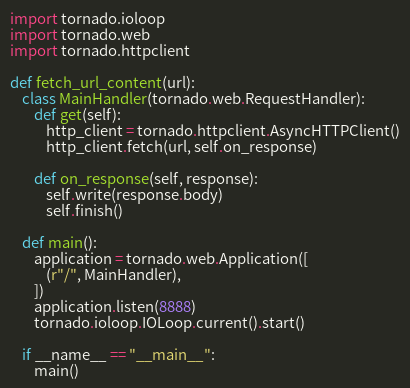 import tornado.ioloop
import tornado.web
import tornado.httpclient

def fetch_url_content(url):
    class MainHandler(tornado.web.RequestHandler):
        def get(self):
            http_client = tornado.httpclient.AsyncHTTPClient()
            http_client.fetch(url, self.on_response)

        def on_response(self, response):
            self.write(response.body)
            self.finish()

    def main():
        application = tornado.web.Application([
            (r"/", MainHandler),
        ])
        application.listen(8888)
        tornado.ioloop.IOLoop.current().start()

    if __name__ == "__main__":
        main()